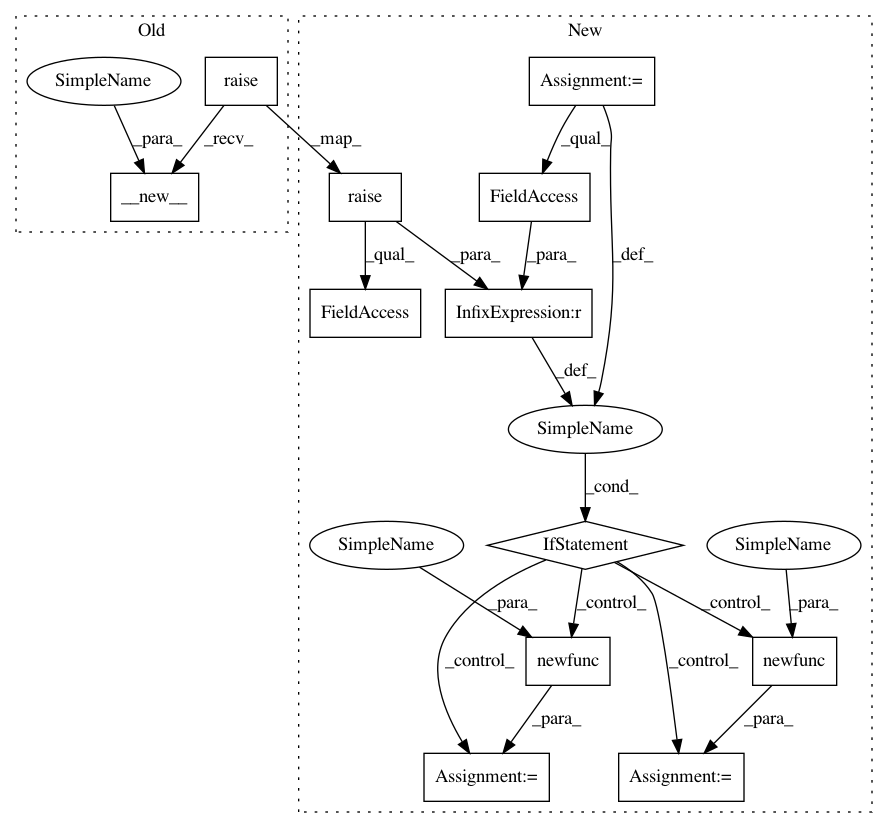 Old
New
SimpleName
raise
Assignment:=
_para_
_recv_
_map_
_qual_
__new__
raise
FieldAccess
_qual_
_para_
_para_
_def_
FieldAccess
InfixExpression:r
_def_
SimpleName
_cond_
SimpleName
IfStatement
SimpleName
_para_
_control_
_control_
_para_
_control_
newfunc
_control_
newfunc
_para_
_para_
Assignment:=
Assignment:=